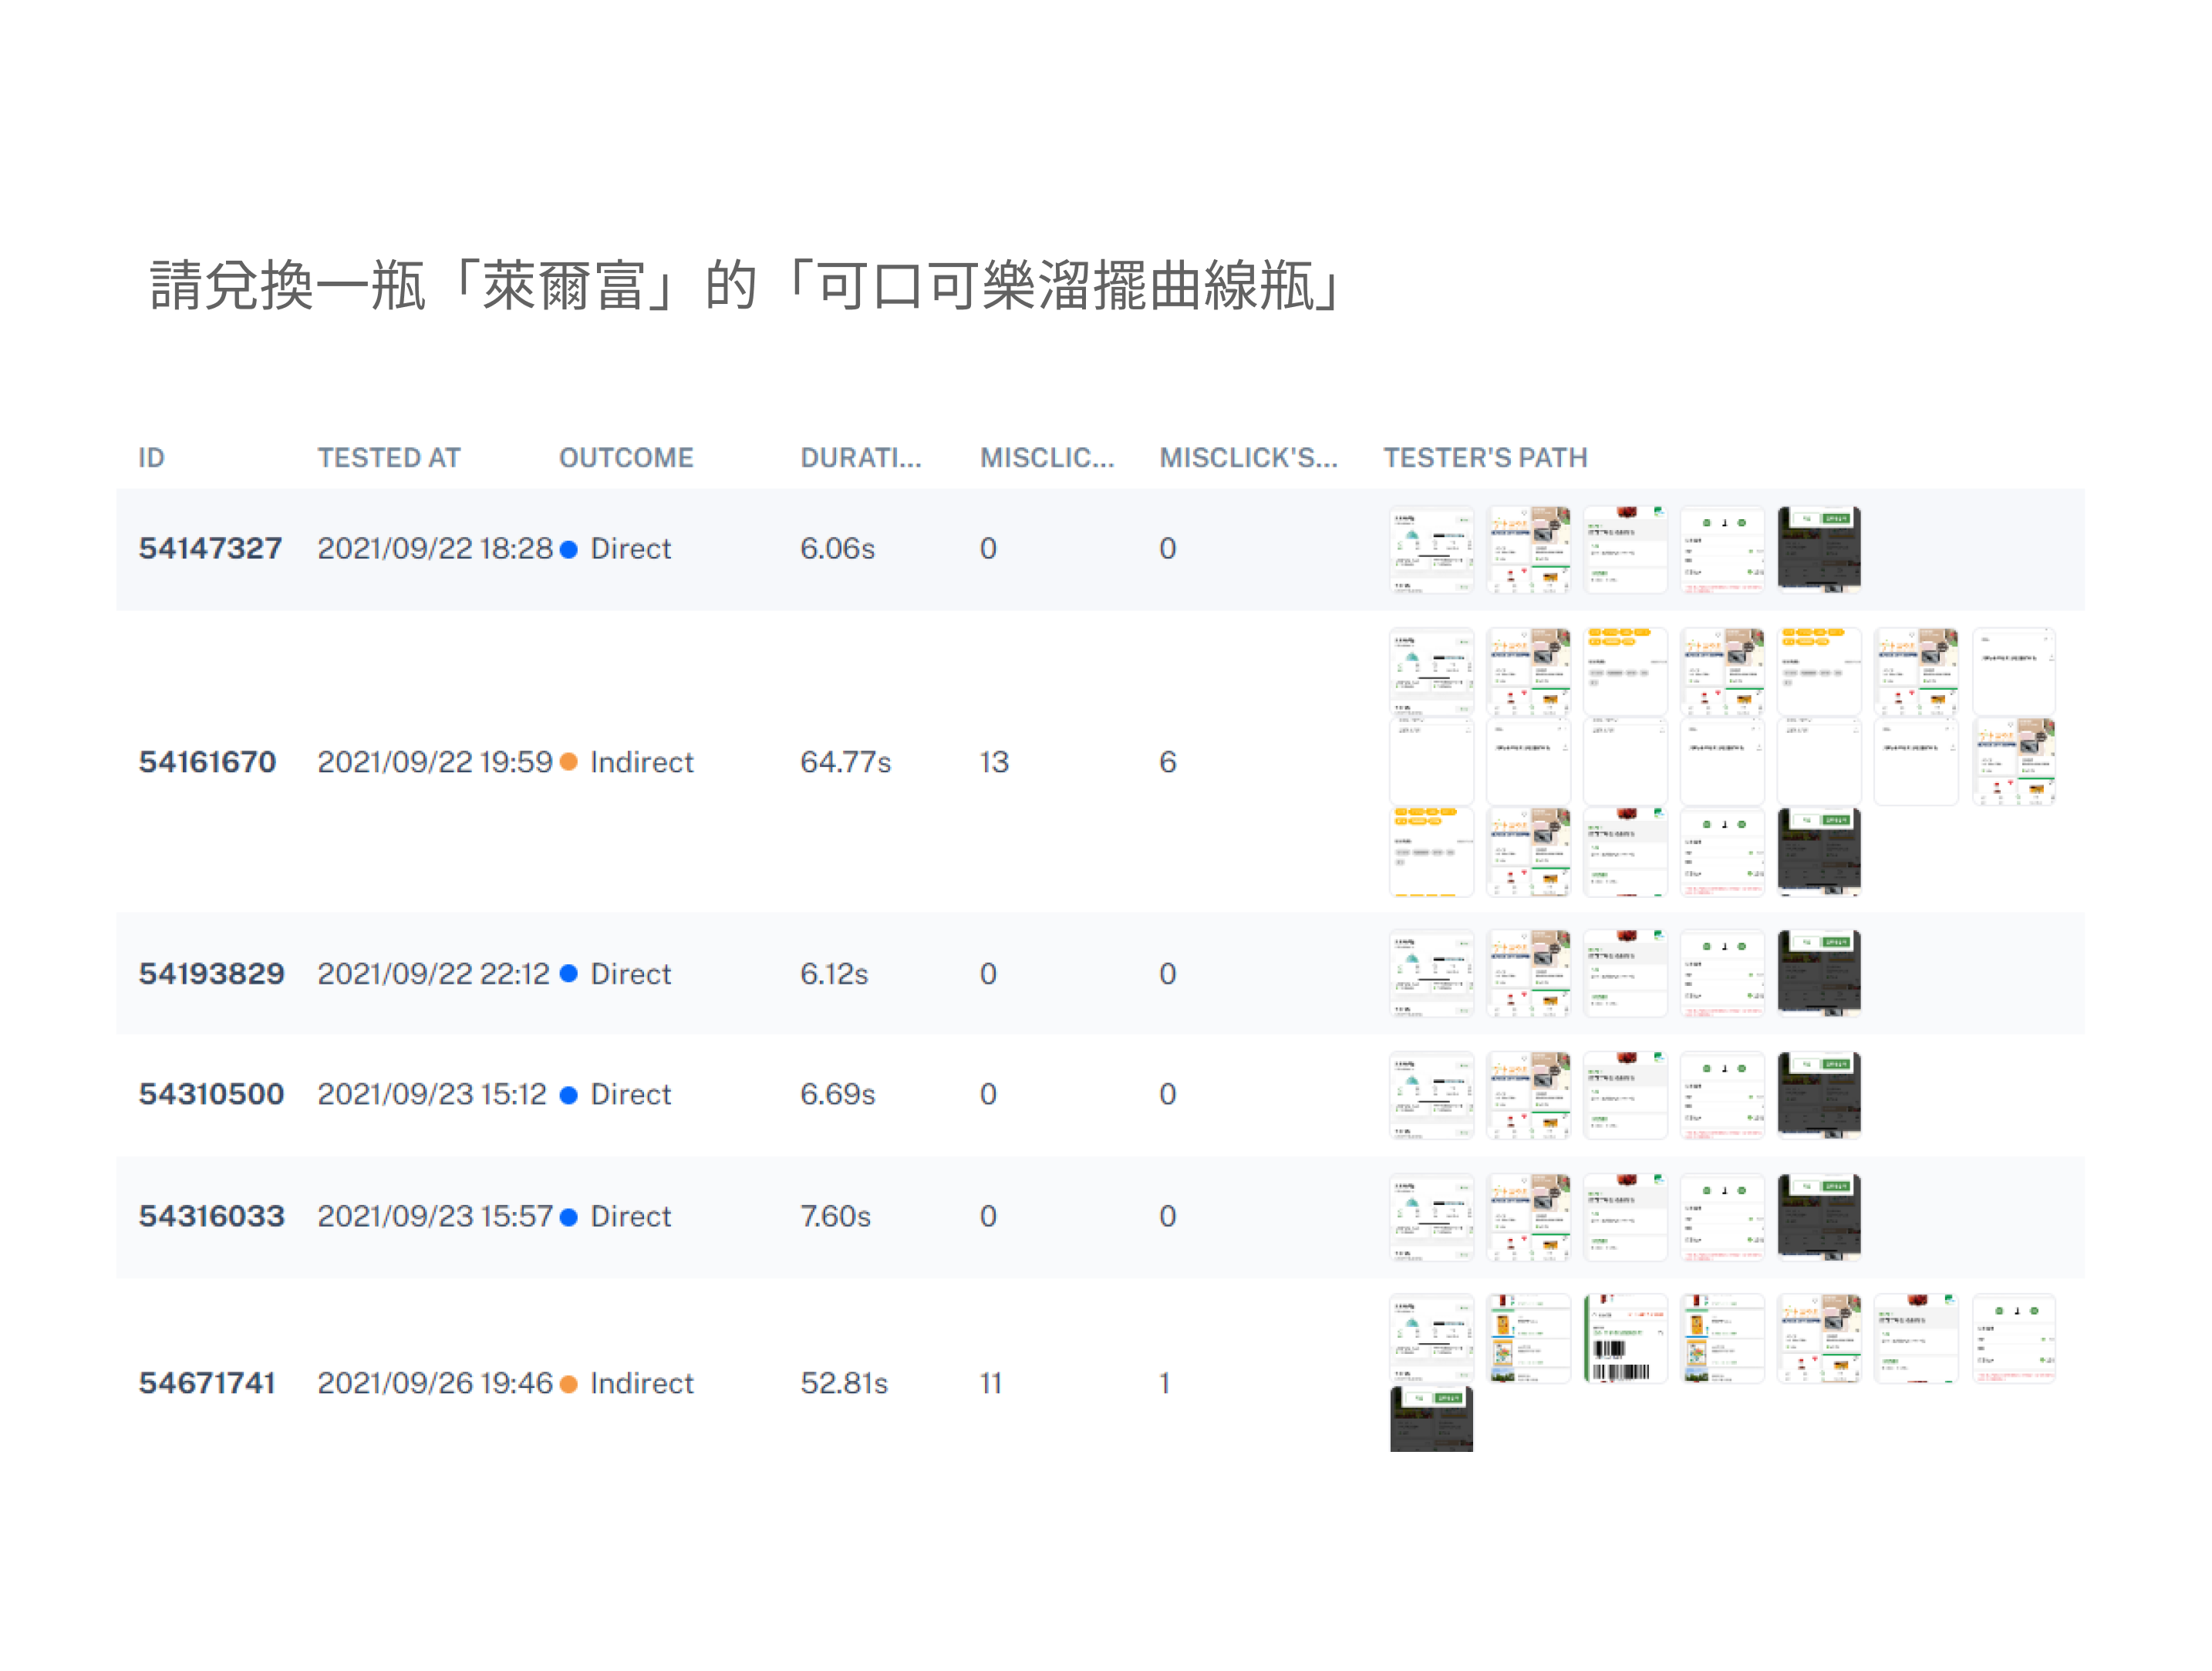 請兌換一瓶「萊爾富」的「可口可樂溜擺曲線瓶」
ID TESTED AT OUTCOME DURATI... MISCLIC... MISCLICK'S... TESTER'S PATH
54147327 2021/09/22 18:28 Direct 6.06s 0 0
54161670 2021/09/22 19:59 Indirect 64.77s 13 6
54193829 2021/09/22 22:12 Direct 6.12s 0 0
54310500 2021/09/23 15:12 Direct 6.69s 0 0
54316033 2021/09/23 15:57 Direct 7.60s 0 0
54671741 2021/09/26 19:46 Indirect 52.81s 11 1